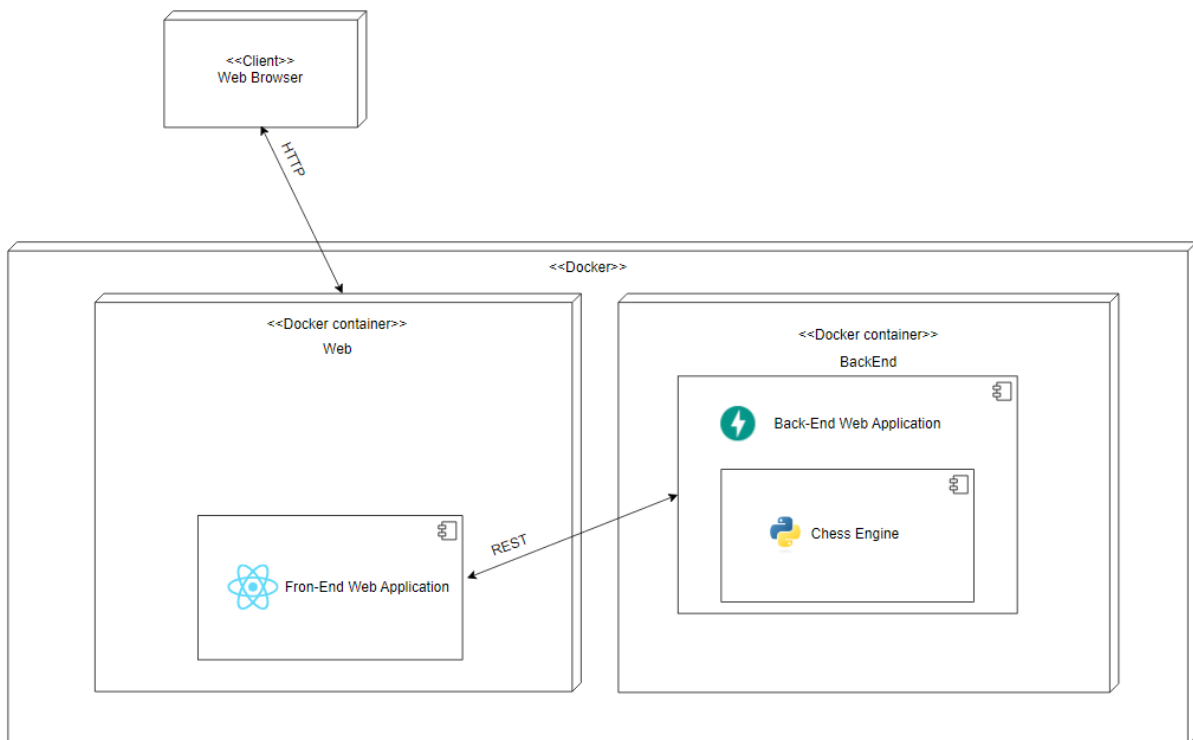 <<Client>>
Web Browser
HTTP
<<Docker>>
<<Docker container>>
Web
<<Docker container>>
BackEnd
Back-End Web Application
Chess Engine
REST
Fron-End Web Application